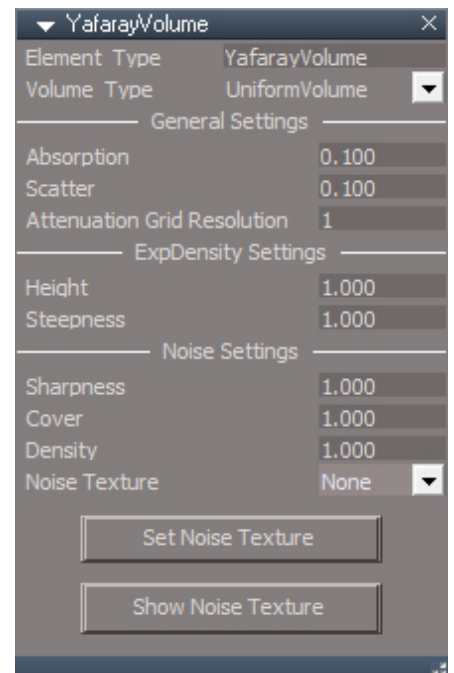 YafarayVolume
Element Type YafarayVolume
Volume Type UniformVolume
General Settings
Absorption 0.100
Scatter 0.100
Attenuation Grid Resolution 1
ExpDensity Settings
Height 1.000
Steepness 1.000
Noise Settings
Sharpness 1.000
Cover 1.000
Density 1.000
Noise Texture None
Set Noise Texture
Show Noise Texture